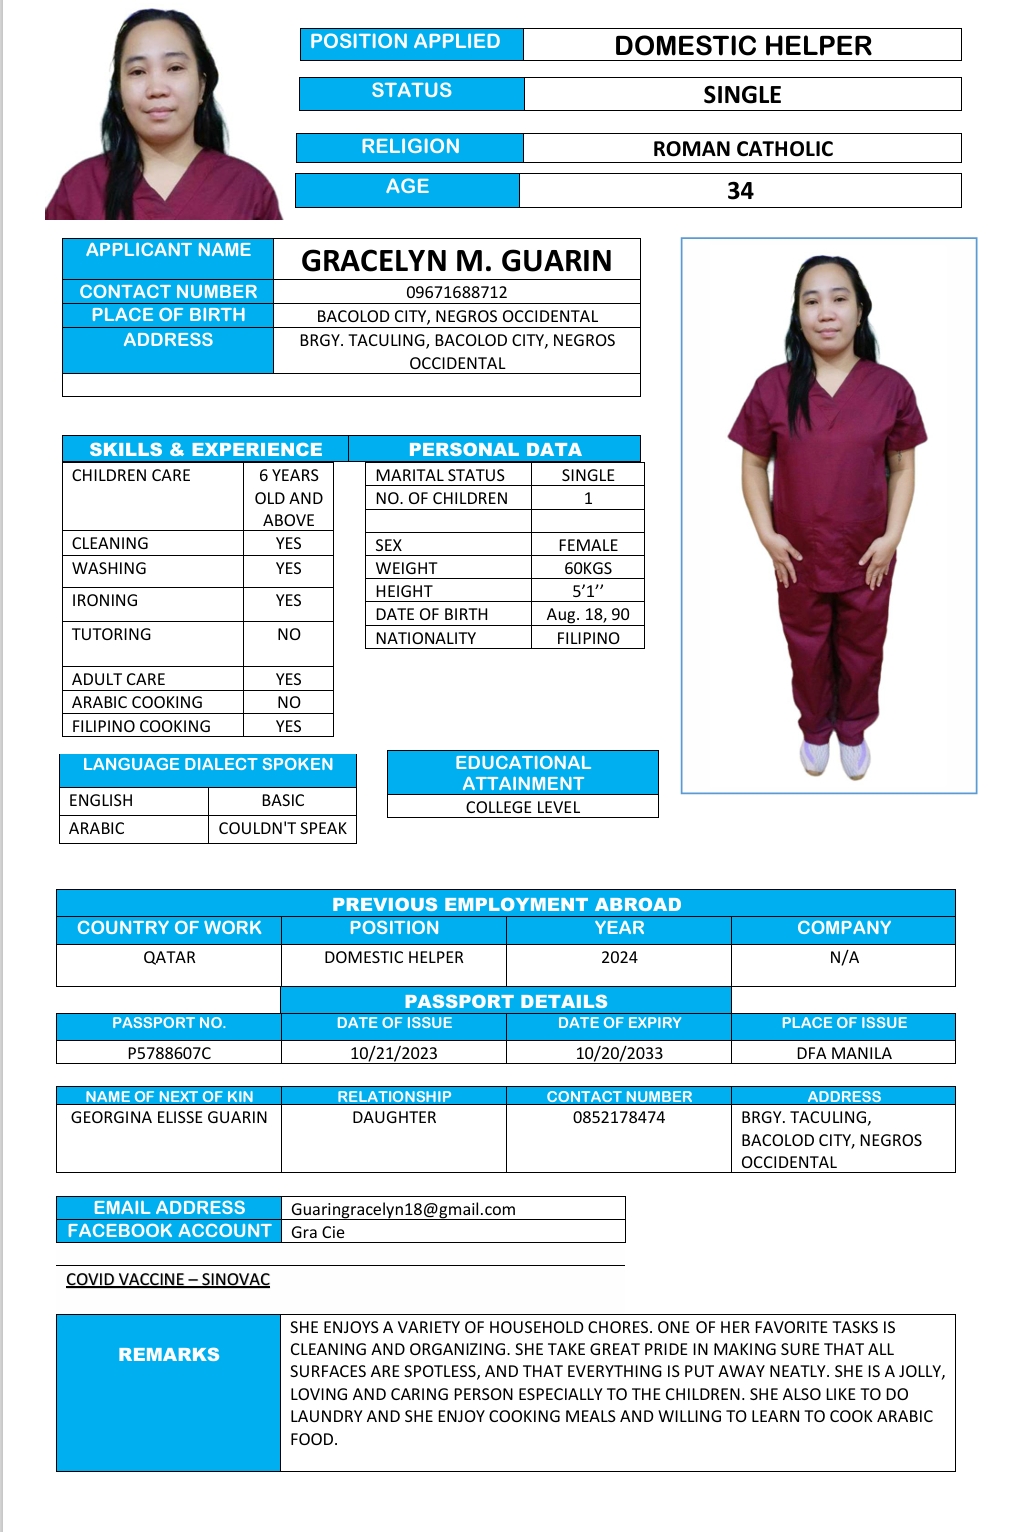 POSITION APPLIED DOMESTIC HELPER
STATUS SINGLE
RELIGION ROMAN CATHOLIC
AGE 34
APPLICANT NAME GRACELYN M. GUARIN
CONTACT NUMBER 09671688712
PLACE OF BIRTH BACOLOD CITY, NEGROS OCCIDENTAL
ADDRESS BRGY. TACULING, BACOLOD CITY, NEGROS
OCCIDENTAL
SKILLS & EXPERIENCE
CHILDREN CARE 6 YEARS
OLD AND
ABOVE
CLEANING YES
WASHING YES
IRONING YES
TUTORING NO
ADULT CARE YES
ARABIC COOKING NO
FILIPINO COOKING YES
PERSONAL DATA
MARITAL STATUS SINGLE
NO. OF CHILDREN 1
SEX FEMALE
WEIGHT 60KGS
HEIGHT 5’1’’
DATE OF BIRTH Aug. 18, 90
NATIONALITY FILIPINO
LANGUAGE DIALECT SPOKEN
ENGLISH BASIC
ARABIC COULDN'T SPEAK
EDUCATIONAL
ATTAINMENT
COLLEGE LEVEL
PREVIOUS EMPLOYMENT ABROAD
COUNTRY OF WORK POSITION YEAR COMPANY
QATAR DOMESTIC HELPER 2024 N/A
PASSPORT DETAILS
PASSPORT NO. DATE OF ISSUE DATE OF EXPIRY PLACE OF ISSUE
P5788607C 10/21/2023 10/20/2033 DFA MANILA
NAME OF NEXT OF KIN RELATIONSHIP CONTACT NUMBER ADDRESS
GEORGINA ELISSE GUARIN DAUGHTER 0852178474 BRGY. TACULING,
BACOLOD CITY, NEGROS
OCCIDENTAL
EMAIL ADDRESS Guaringracelyn18@gmail.com
FACEBOOK ACCOUNT Gra Cie
COVID VACCINE – SINOVAC
REMARKS
SHE ENJOYS A VARIETY OF HOUSEHOLD CHORES. ONE OF HER FAVORITE TASKS IS
CLEANING AND ORGANIZING. SHE TAKE GREAT PRIDE IN MAKING SURE THAT ALL
SURFACES ARE SPOTLESS, AND THAT EVERYTHING IS PUT AWAY NEATLY. SHE IS A JOLLY,
LOVING AND CARING PERSON ESPECIALLY TO THE CHILDREN. SHE ALSO LIKE TO DO
LAUNDRY AND SHE ENJOY COOKING MEALS AND WILLING TO LEARN TO COOK ARABIC
FOOD.